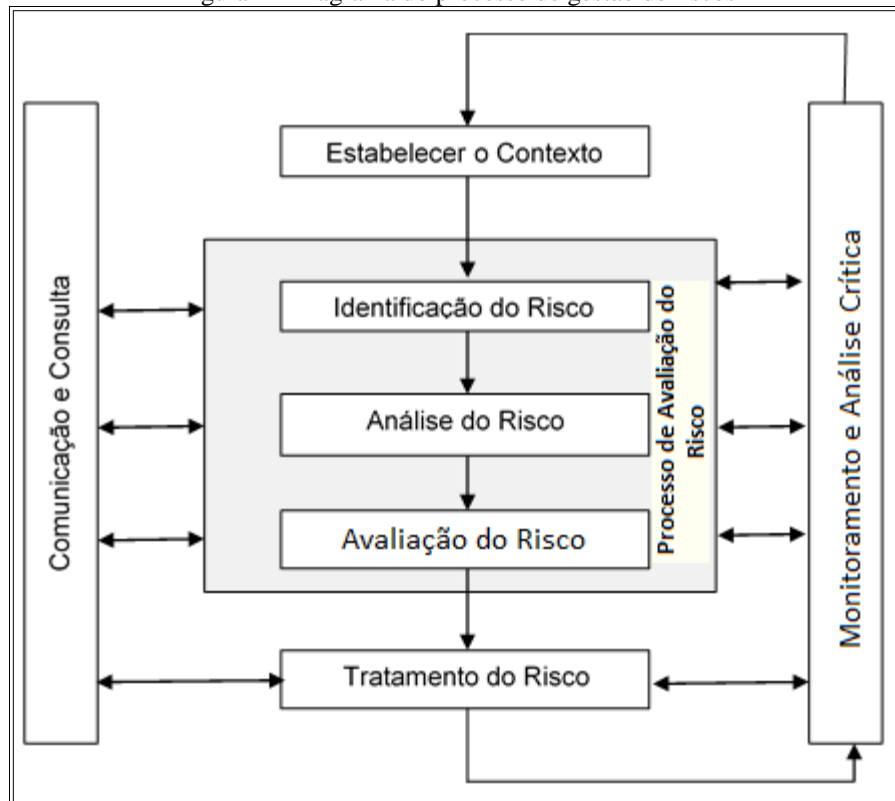 Estabelecer o Contexto
Comunicação e Consulta
Identificação do Risco
Análise do Risco
Avaliação do Risco
Processo de Avaliação do
Risco
Monitoramento e Análise Crítica
Tratamento do Risco